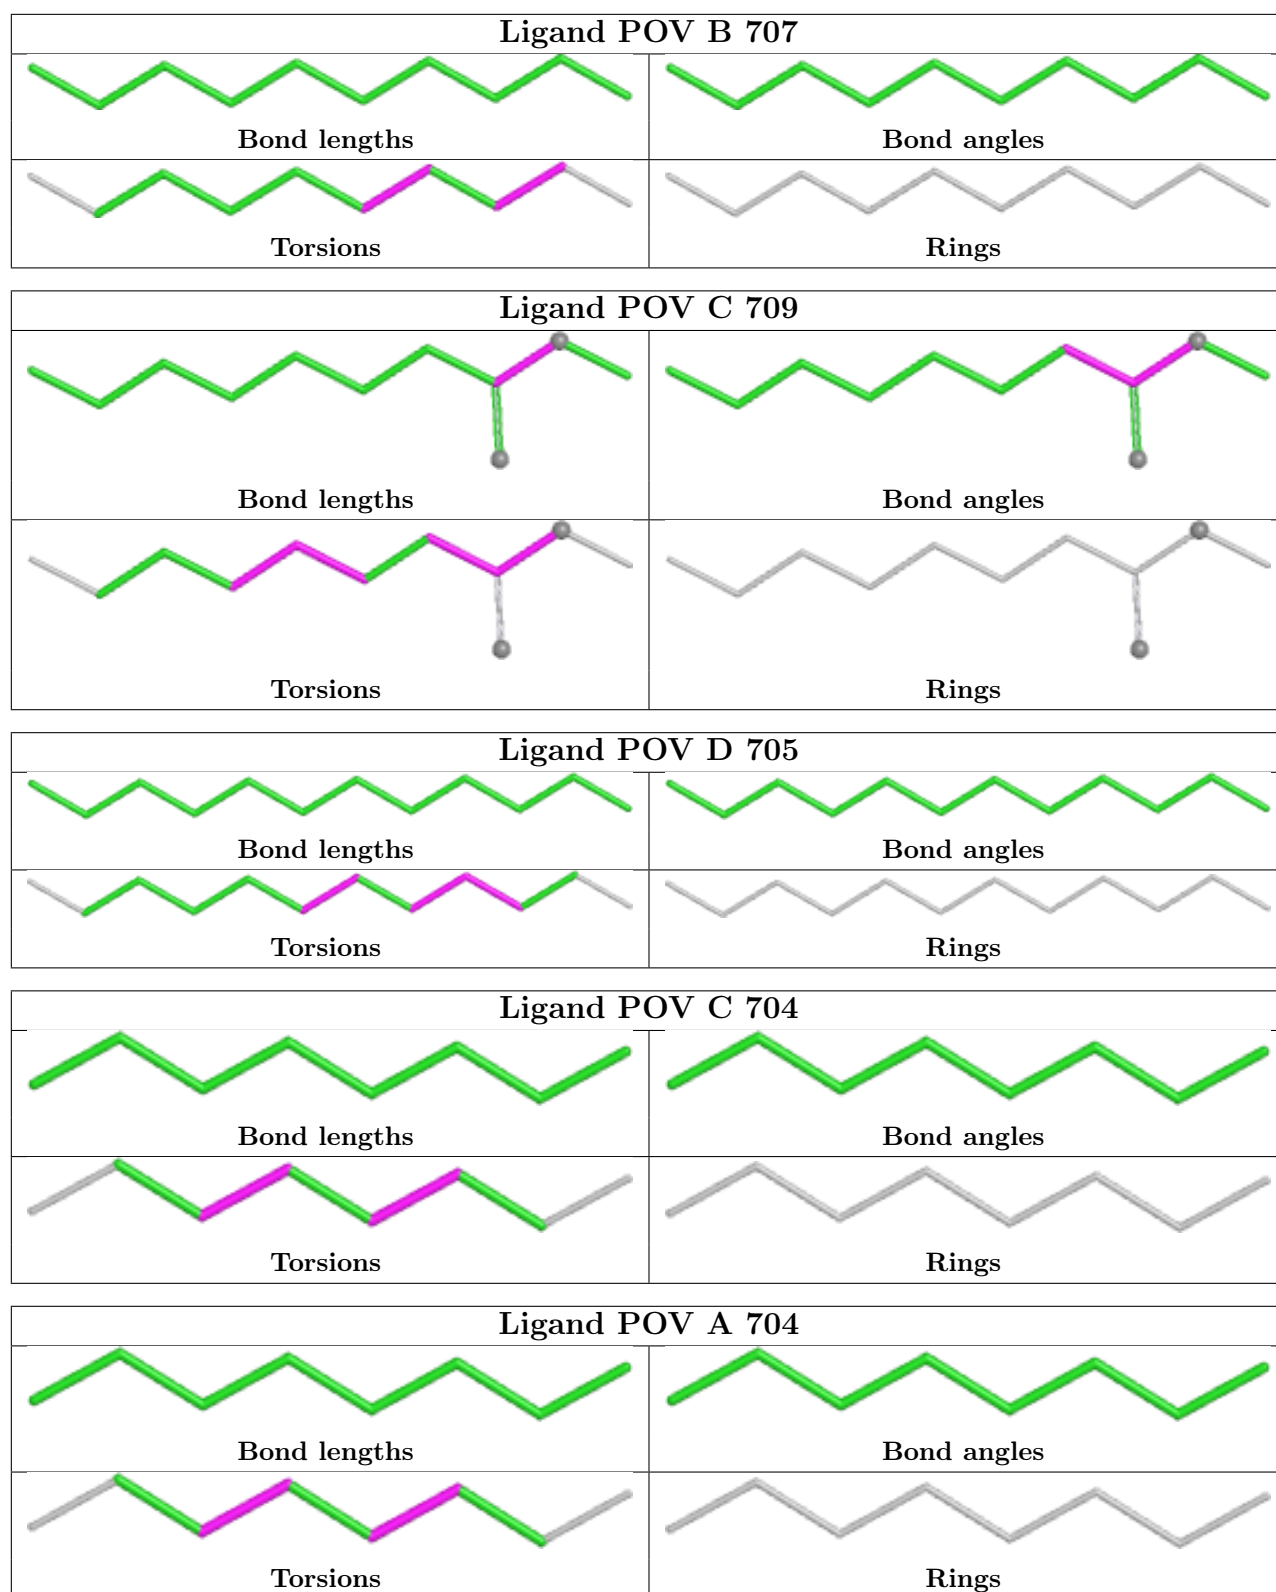 Ligand POV B 707
Bond lengths Bond angles
Torsions Rings
Ligand POV C 709
Bond lengths Bond angles
Torsions Rings
Ligand POV D 705
Bond lengths Bond angles
Torsions Rings
Ligand POV C 704
Bond lengths Bond angles
Torsions Rings
Ligand POV A 704
Bond lengths Bond angles
Torsions Rings